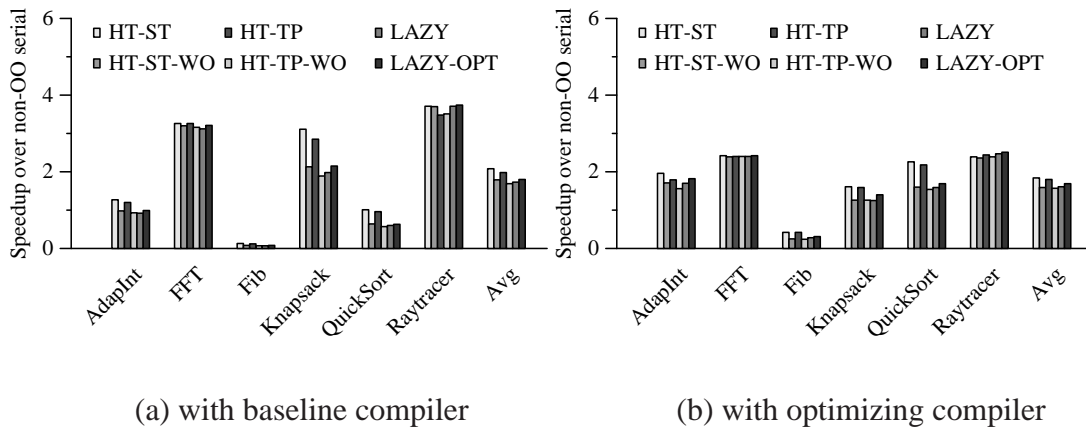 Speedup over non-OO serial
6
4
2
0
HT-ST HT-TP LAZY
HT-ST-WO HT-TP-WO LAZY-OPT
AdapInt
FFT
Fib
Knapsack
QuickSort
Raytracer
Avg
(a) with baseline compiler
Speedup over non-OO serial
6
4
2
0
HT-ST HT-TP LAZY
HT-ST-WO HT-TP-WO LAZY-OPT
AdapInt
FFT
Fib
Knapsack
QuickSort
Raytracer
Avg
(b) with optimizing compiler